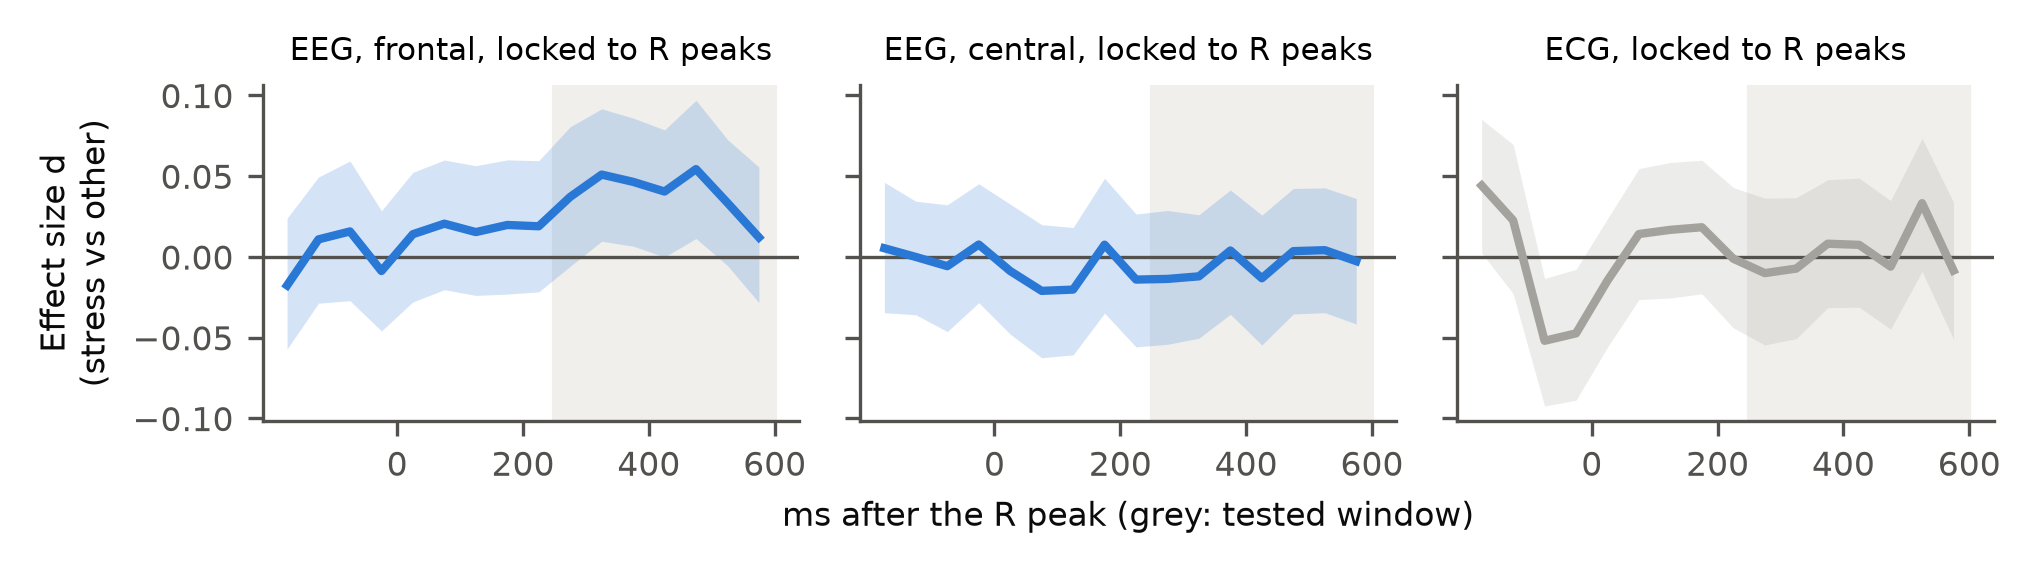 EEG, frontal, locked to R peaks
EEG, central, locked to R peaks
ECG, locked to R peaks
Effect size d
(stress vs other)
0.10
0.05
0.00
−0.05
−0.10
0 200 400 600
0 200 400 600
0 200 400 600
ms after the R peak (grey: tested window)